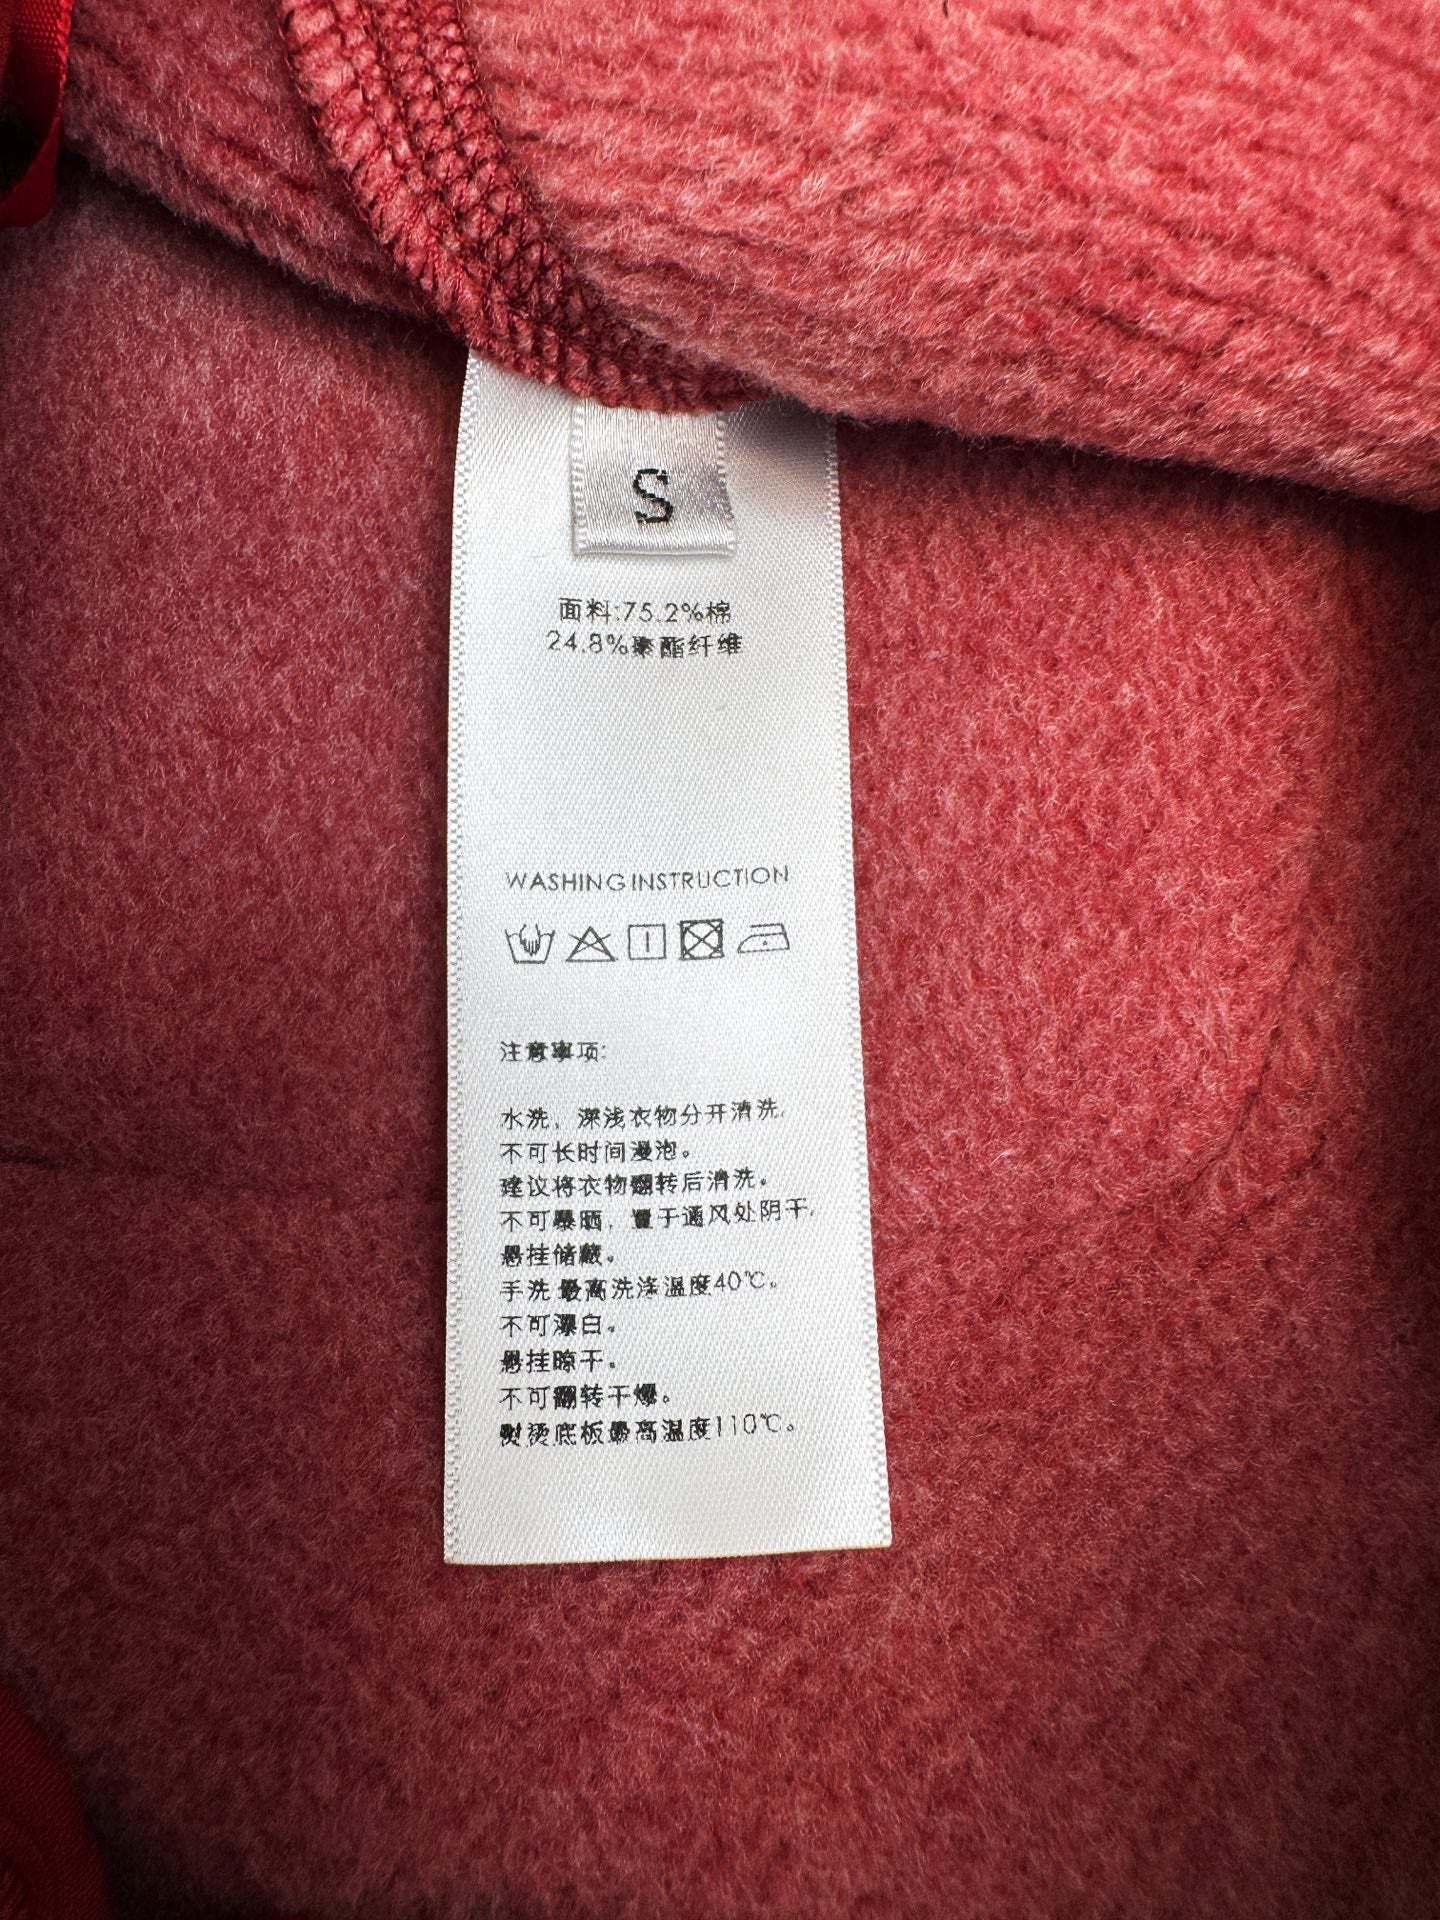 S
面料:75.2%棉
24.8%聚酯纤维
WASHING INSTRUCTION
注意事项:
水洗，深浅衣物分开清洗，
不可长时间浸泡。
建议将衣物翻转后清洗。
不可暴晒，置于通风处阴干，
悬挂储藏。
手洗 最高洗涤温度40℃。
不可漂白。
悬挂晾干。
不可翻转干燥。
熨烫底板最高温度110℃。